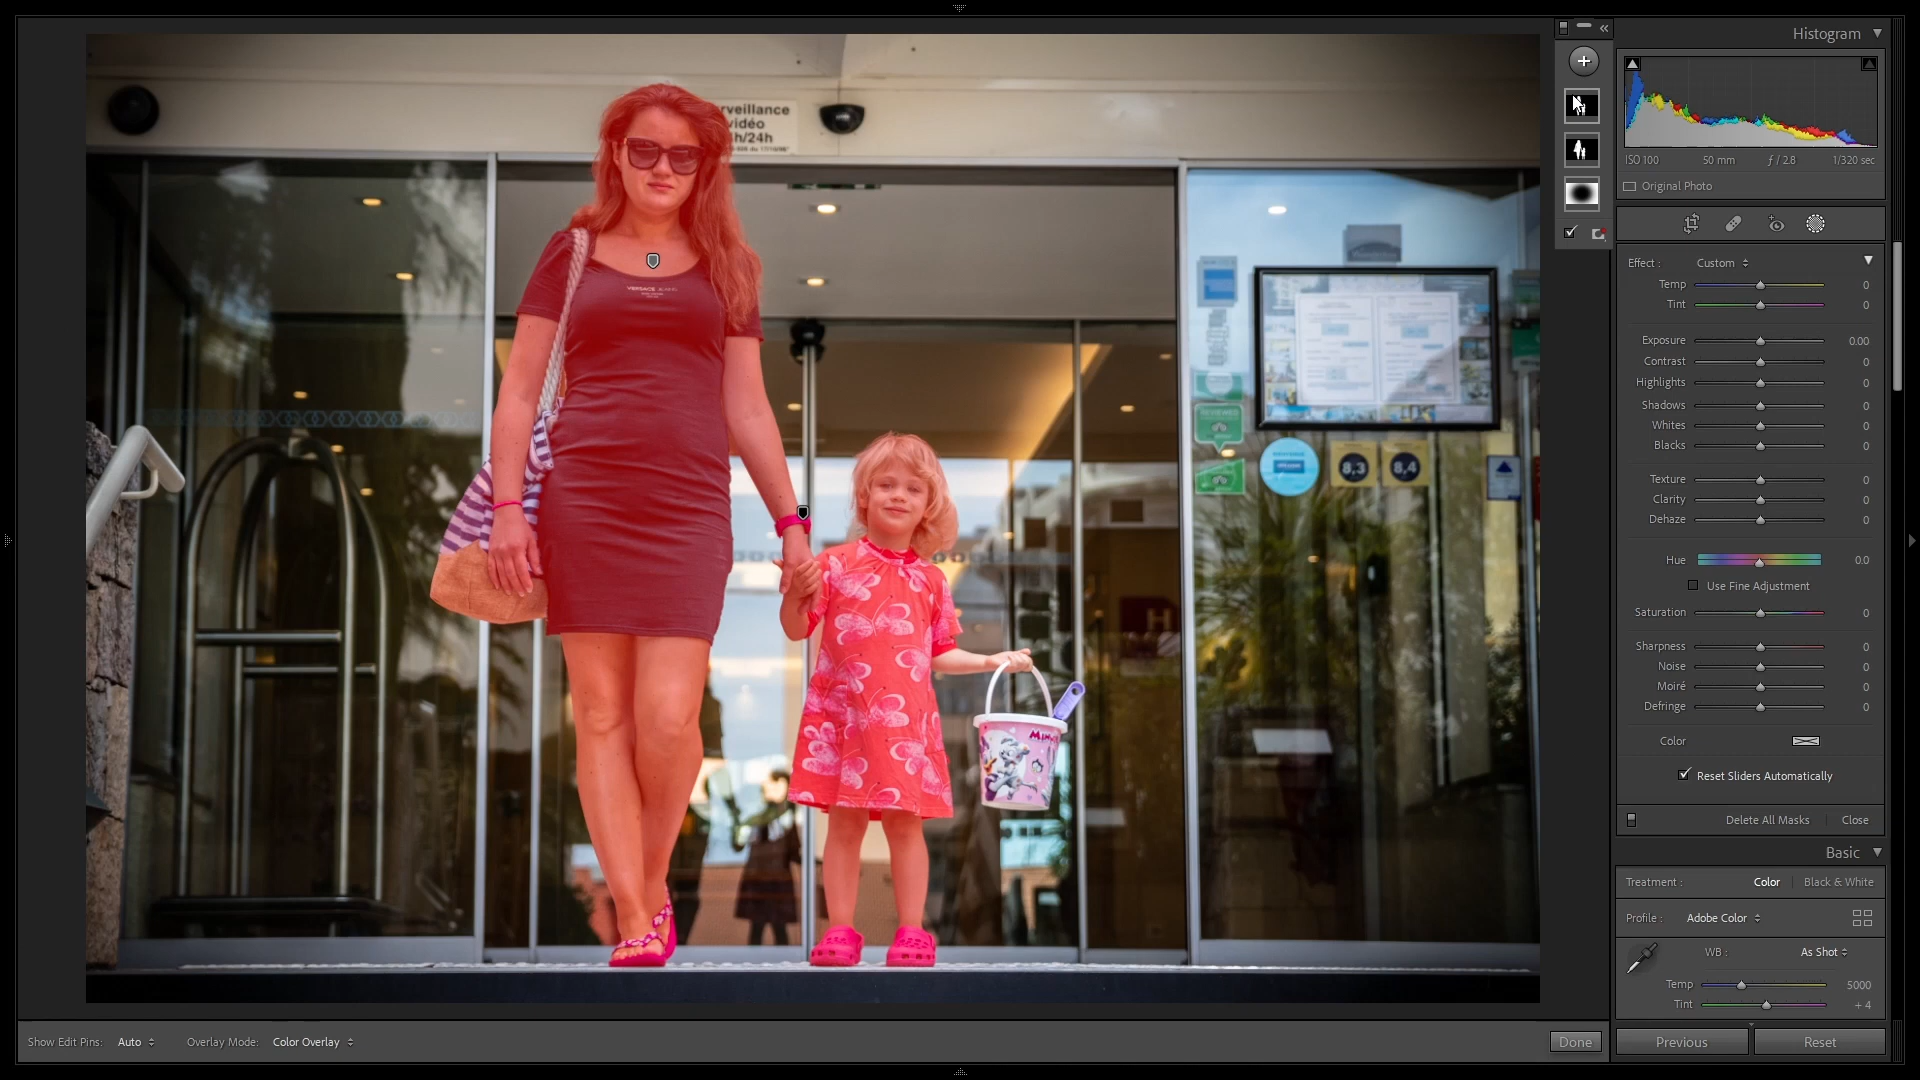 Histogram
ISO 100 50 mm ƒ / 2.8 1/320 sec
Original Photo
Effect : Custom
Temp 0
Tint 0
Exposure 0.00
Contrast 0
Highlights 0
Shadows 0
Whites 0
Blacks 0
Texture 0
Clarity 0
Dehaze 0
Hue 0.0
Use Fine Adjustment
Saturation 0
Sharpness 0
Noise 0
Moiré 0
Defringe 0
Color
Reset Sliders Automatically
Delete All Masks Close
Basic
Treatment : Color Black & White
Profile : Adobe Color
WB : As Shot
Temp 5000
Tint + 4
Previous Reset
Show Edit Pins: Auto Overlay Mode: Color Overlay Done
rveillance
vidéo
h/24h
VERSACE
REVIEWED
8,3 8,4
H